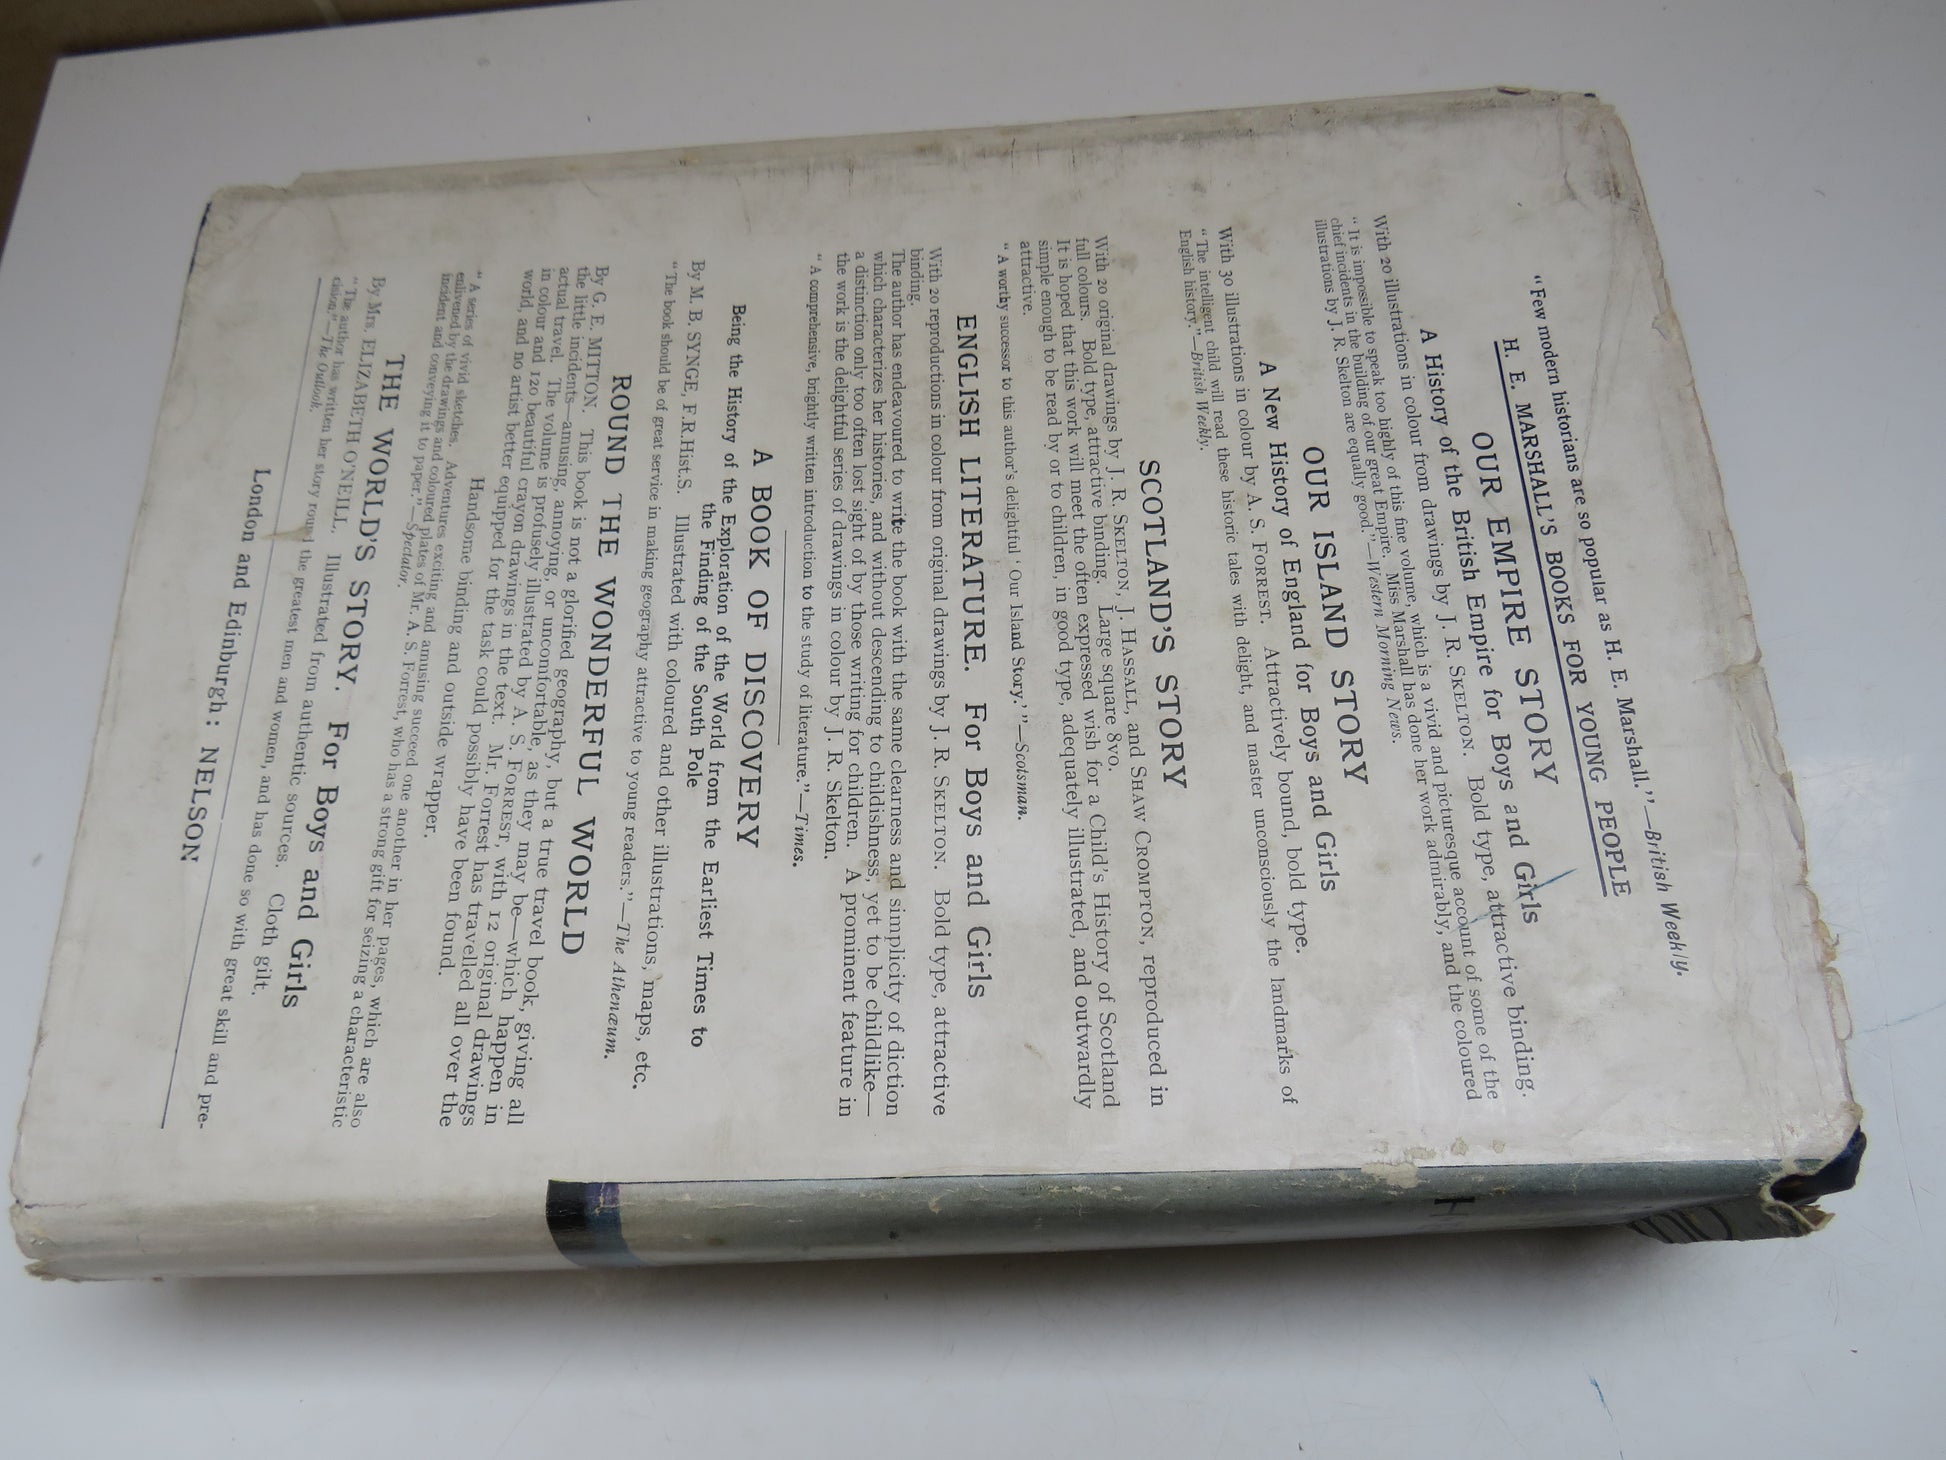 "Few modern historians are so popular as H. E. Marshall."—British Weekly.
H. E. MARSHALL'S BOOKS FOR YOUNG PEOPLE
OUR EMPIRE STORY
A History of the British Empire for Boys and Girls
With 20 illustrations in colour from drawings by J. R. SKELTON. Bold type, attractive binding.
"It is impossible to speak too highly of this fine volume, which is a vivid and picturesque account of some of the
chief incidents in the building of our great Empire. Miss Marshall has done her work admirably, and the coloured
illustrations by J. R. Skelton are equally good."—Western Morning News.
OUR ISLAND STORY
A New History of England for Boys and Girls
With 30 illustrations in colour by A. S. FORREST. Attractively bound, bold type.
"The intelligent child will read these historic tales with delight, and master unconsciously the landmarks of
English history."—British Weekly.
SCOTLAND'S STORY
With 20 original drawings by J. R. SKELTON, J. HASSALL, and SHAW CROMPTON, reproduced in
full colours. Bold type, attractive binding. Large square 8vo.
It is hoped that this work will meet the often expressed wish for a Child's History of Scotland
simple enough to be read by or to children, in good type, adequately illustrated, and outwardly
attractive.
"A worthy successor to this author's delightful 'Our Island Story.'"—Scotsman.
ENGLISH LITERATURE. For Boys and Girls
With 20 reproductions in colour from original drawings by J. R. SKELTON. Bold type, attractive
binding.
The author has endeavoured to write the book with the same clearness and simplicity of diction
which characterizes her histories, and without descending to childishness, yet to be childlike—
a distinction only too often lost sight of by those writing for children. A prominent feature in
the work is the delightful series of drawings in colour by J. R. Skelton.
"A comprehensive, brightly written introduction to the study of literature."—Times.
A BOOK OF DISCOVERY
Being the History of the Exploration of the World from the Earliest Times to
the Finding of the South Pole
By M. B. SYNGE, F.R.Hist.S. Illustrated with coloured and other illustrations, maps, etc.
"The book should be of great service in making geography attractive to young readers."—The Athenæum.
ROUND THE WONDERFUL WORLD
By G. E. MITTON. This book is not a glorified geography, but a true travel book, giving all
the little incidents—amusing, annoying, or uncomfortable, as they may be—which happen in
actual travel. The volume is profusely illustrated by A. S. FORREST, with 12 original drawings
in colour and 120 beautiful crayon drawings in the text. Mr. Forrest has travelled all over the
world, and no artist better equipped for the task could possibly have been found.
Handsome binding and outside wrapper.
"A series of vivid sketches. Adventures exciting and amusing succeed one another in her pages, which are also
enlivened by the drawings and coloured plates of Mr. A. S. Forrest, who has a strong gift for seizing a characteristic
incident and conveying it to paper."—Spectator.
THE WORLD'S STORY. For Boys and Girls
By Mrs. ELIZABETH O'NEILL. Illustrated from authentic sources. Cloth gilt.
"The author has written her story round the greatest men and women, and has done so with great skill and pre-
cision."—The Outlook.
London and Edinburgh: NELSON